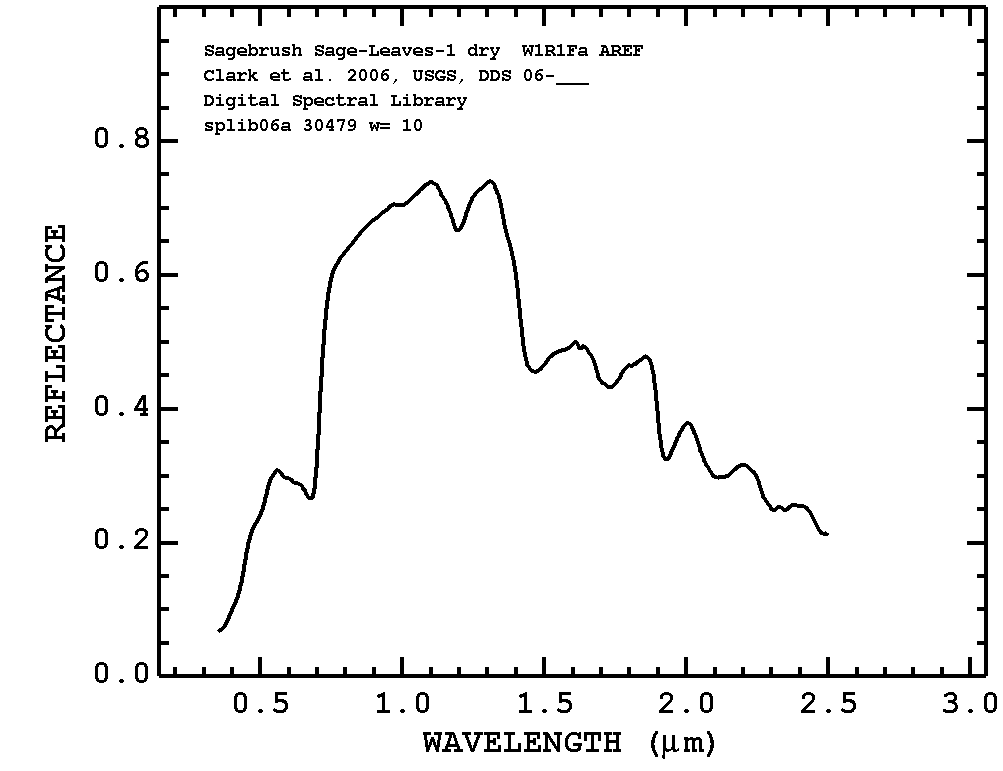 Sagebrush Sage-Leaves-1 dry W1R1Fa AREF
Clark et al. 2006, USGS, DDS 06-___
Digital Spectral Library
splib06a 30479 w= 10
0.8
0.6
0.4
0.2
0.0
REFLECTANCE
0.5 1.0 1.5 2.0 2.5 3.0
WAVELENGTH (μm)